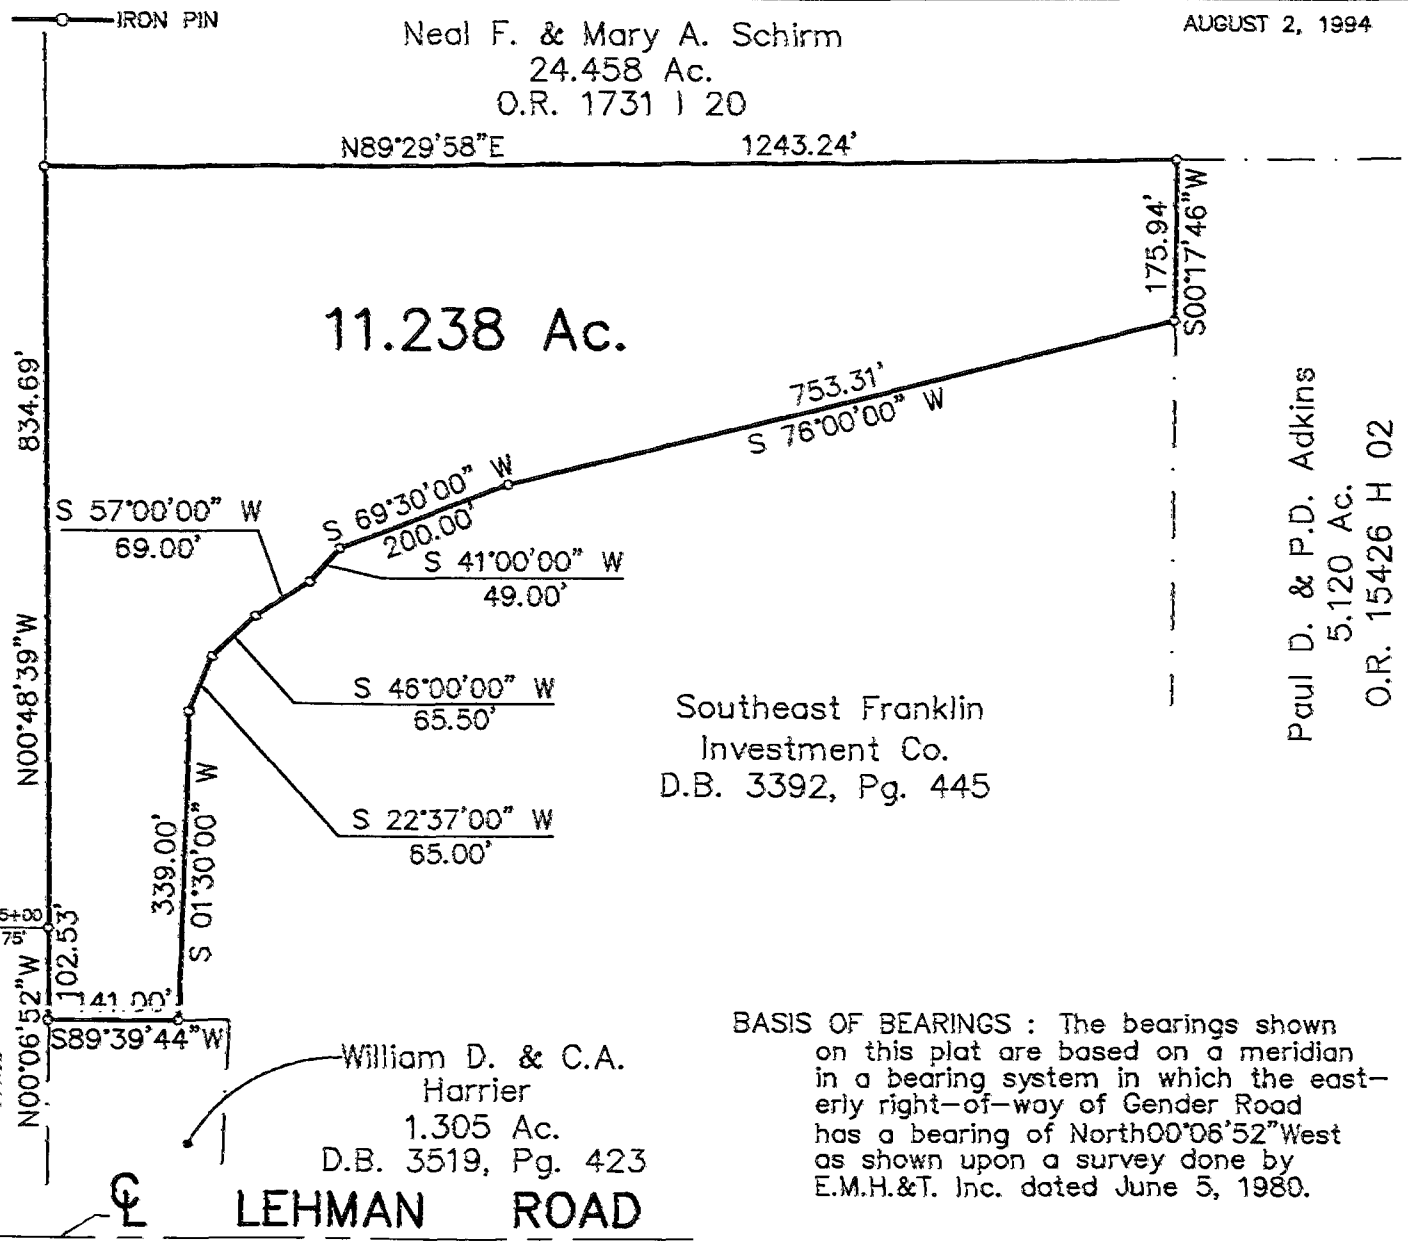 IRON PIN
AUGUST 2, 1994
Neal F. & Mary A. Schirm
24.458 Ac.
O.R. 1731 I 20
N89°29'58"E 1243.24'
175.94'
S00°17'46"W
11.238 Ac.
834.69'
N00°48'39"W
753.31'
S 76°00'00" W
S 69°30'00" W
200.00'
S 57°00'00" W
69.00'
S 41°00'00" W
49.00'
S 46°00'00" W
65.50'
S 22°37'00" W
65.00'
339.00'
S 01°30'00" W
Paul D. & P.D. Adkins
5.120 Ac.
O.R. 15426 H 02
Southeast Franklin
Investment Co.
D.B. 3392, Pg. 445
5+00
75'
102.53'
N00°06'52"W
141.00'
S89°39'44"W
William D. & C.A.
Harrier
1.305 Ac.
D.B. 3519, Pg. 423
BASIS OF BEARINGS : The bearings shown
on this plat are based on a meridian
in a bearing system in which the east-
erly right-of-way of Gender Road
has a bearing of North00°06'52"West
as shown upon a survey done by
E.M.H.&T. Inc. dated June 5, 1980.
℄ LEHMAN ROAD